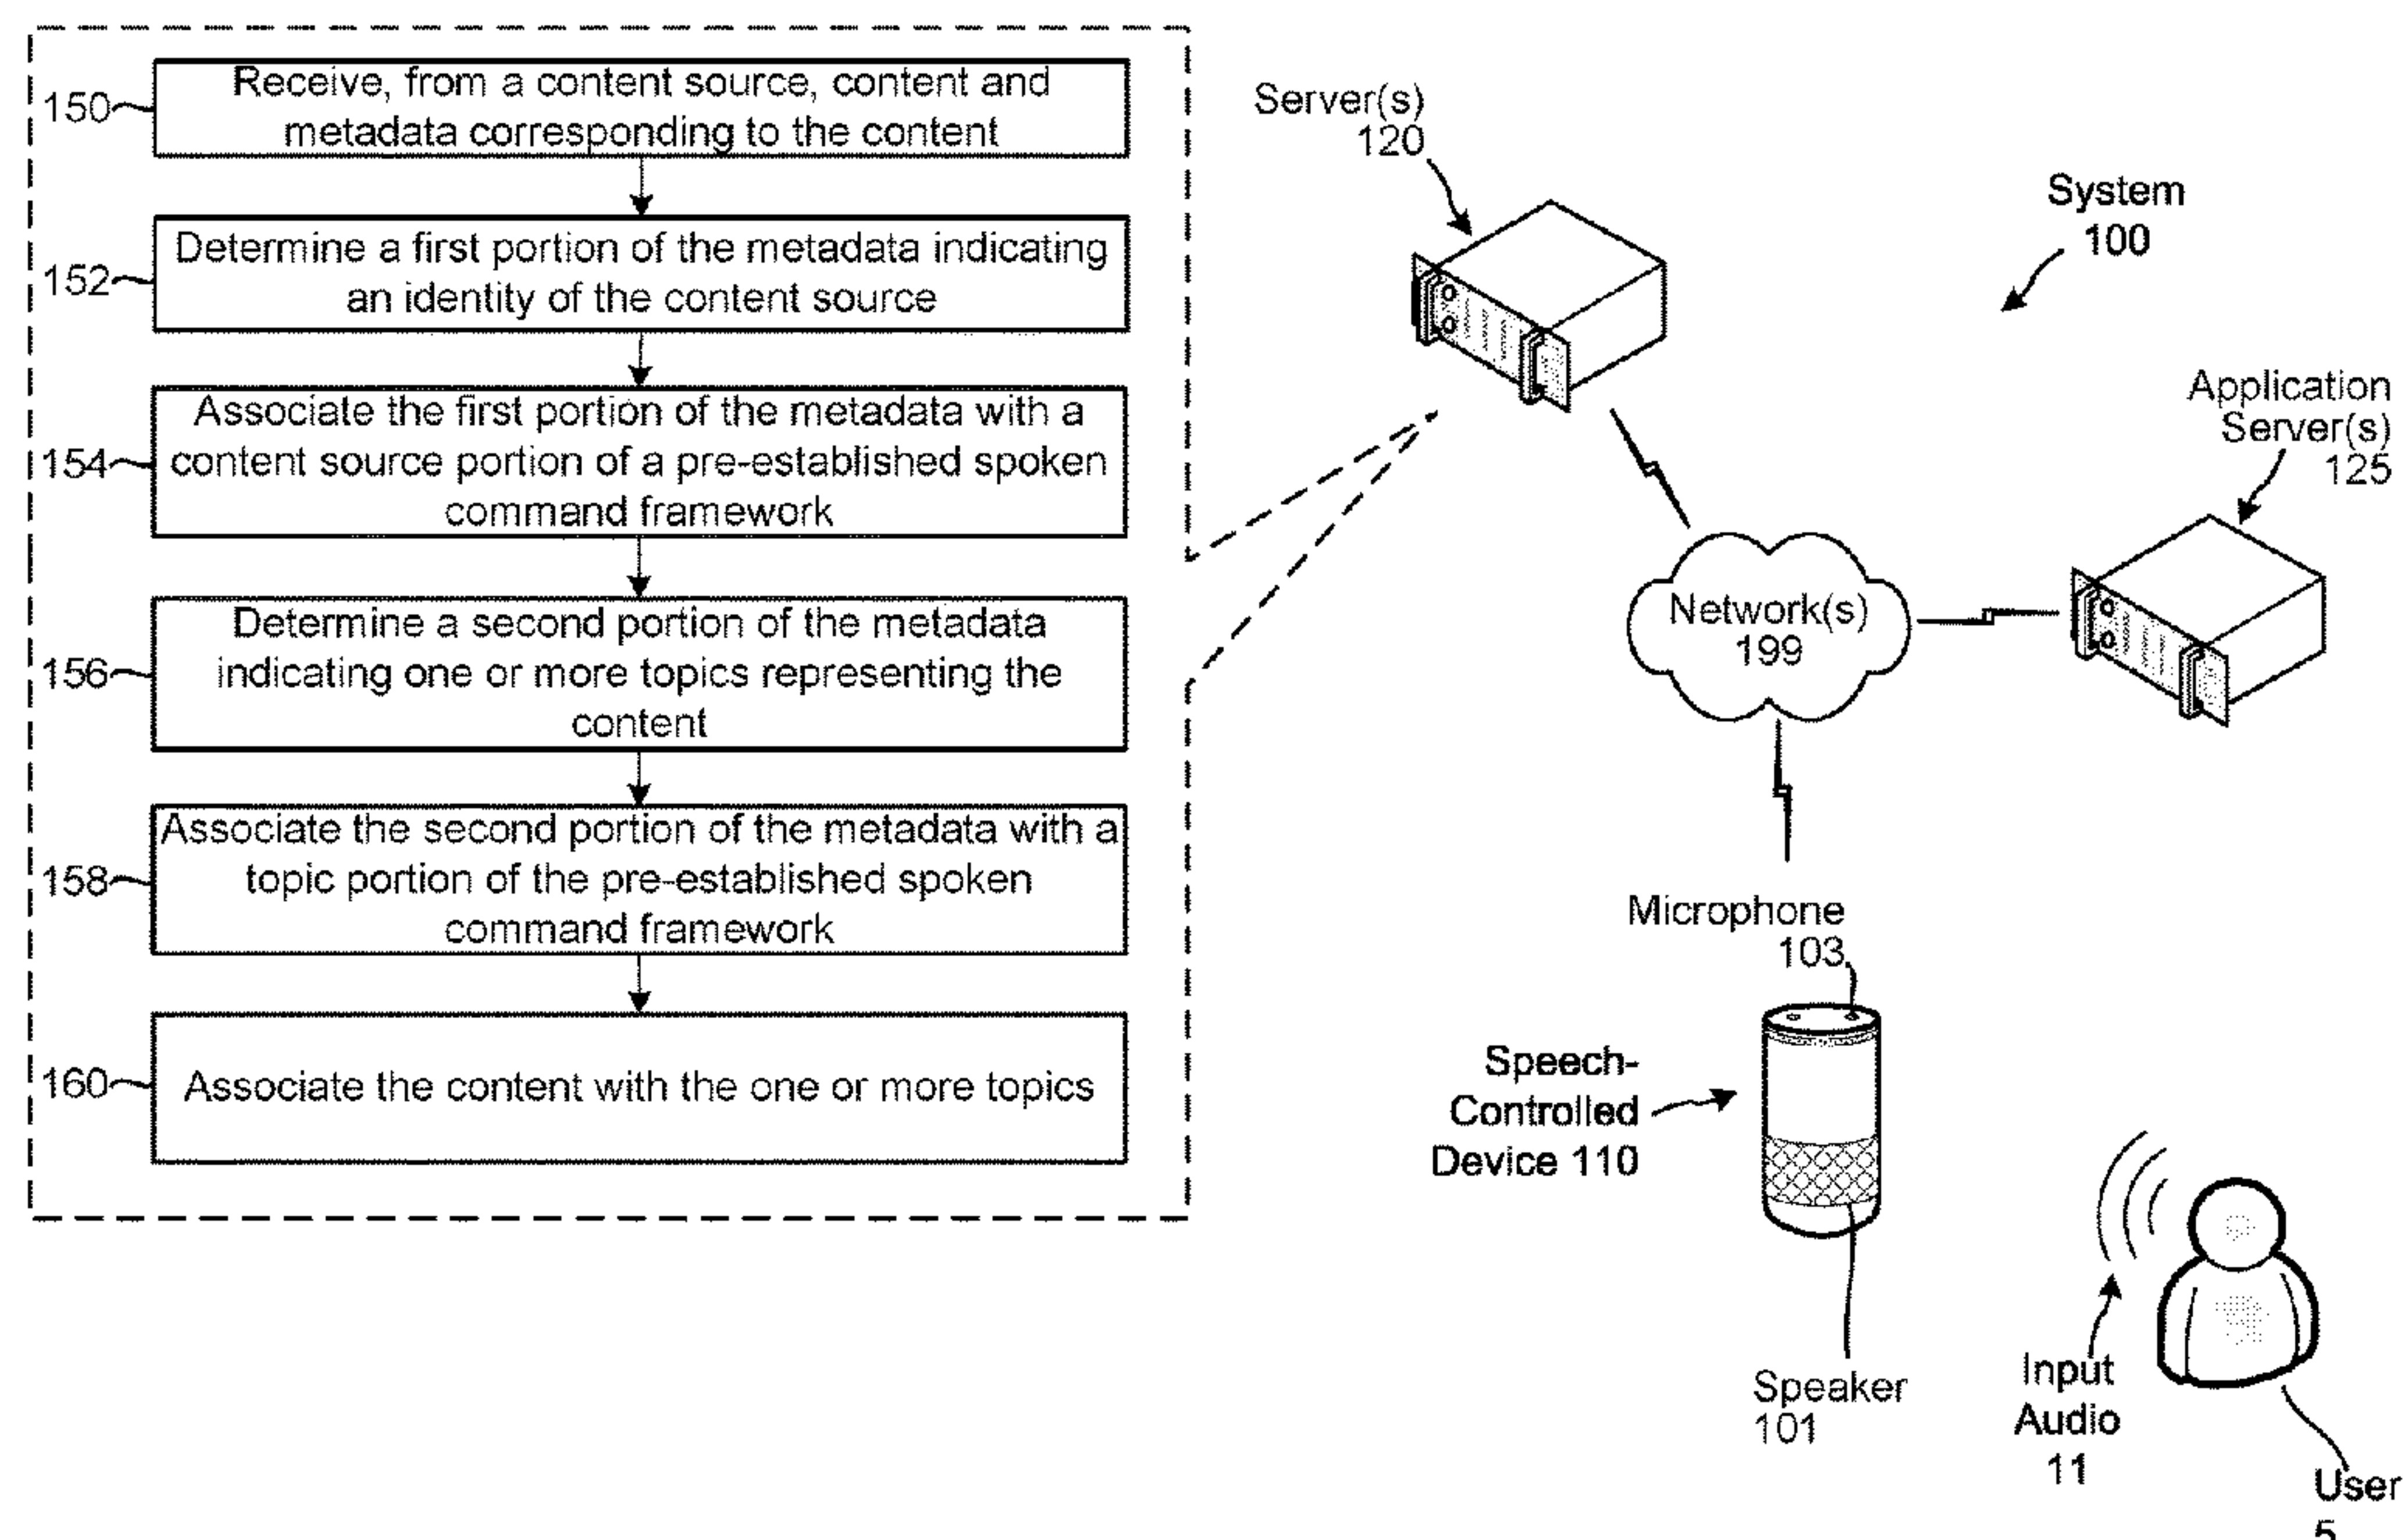 150
Receive, from a content source, content and
metadata corresponding to the content
152
Determine a first portion of the metadata indicating
an identity of the content source
154
Associate the first portion of the metadata with a
content source portion of a pre-established spoken
command framework
156
Determine a second portion of the metadata
indicating one or more topics representing the
content
158
Associate the second portion of the metadata with a
topic portion of the pre-established spoken
command framework
160
Associate the content with the one or more topics
Server(s)
120
System
100
Application
Server(s)
125
Network(s)
199
Microphone
103
Speech-
Controlled
Device 110
Speaker
101
Input
Audio
11
User
5